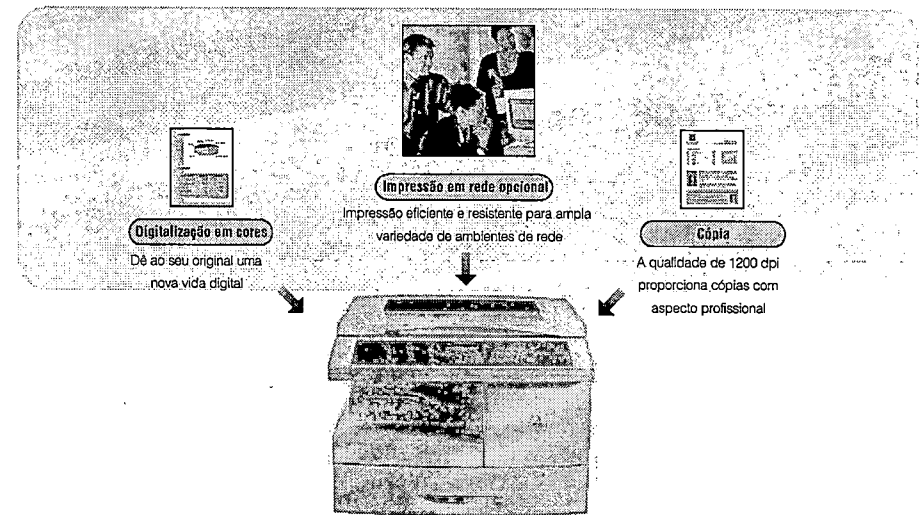 Impressão em rede opcional
Impressão eficiente e resistente para ampla
variedade de ambientes de rede
Digitalização em cores
Dê ao seu original uma
nova vida digital
Cópia
A qualidade de 1200 dpi
proporciona cópias com
aspecto profissional